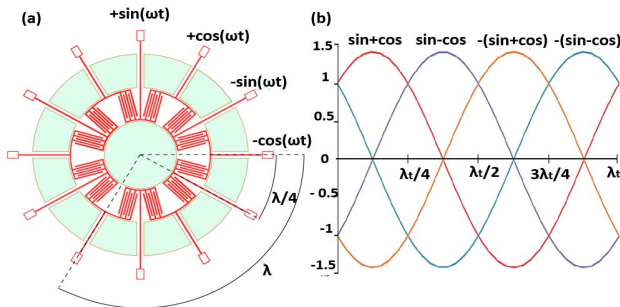 (a)
+sin(ωt)
+cos(ωt)
-sin(ωt)
-cos(ωt)
λ/4
λ
(b)
sin+cos sin-cos -(sin+cos) -(sin-cos)
1.5
1
0.5
0
- 0.5
-1
-1.5
λt/4 λt/2 3λt/4 λt